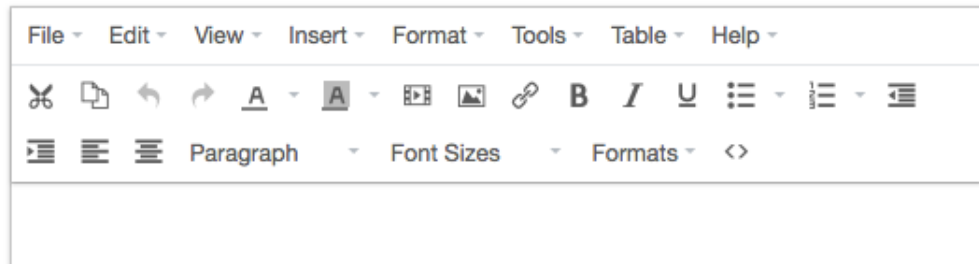 File Edit View Insert Format Tools Table Help
A A B I U
Paragraph Font Sizes Formats <>